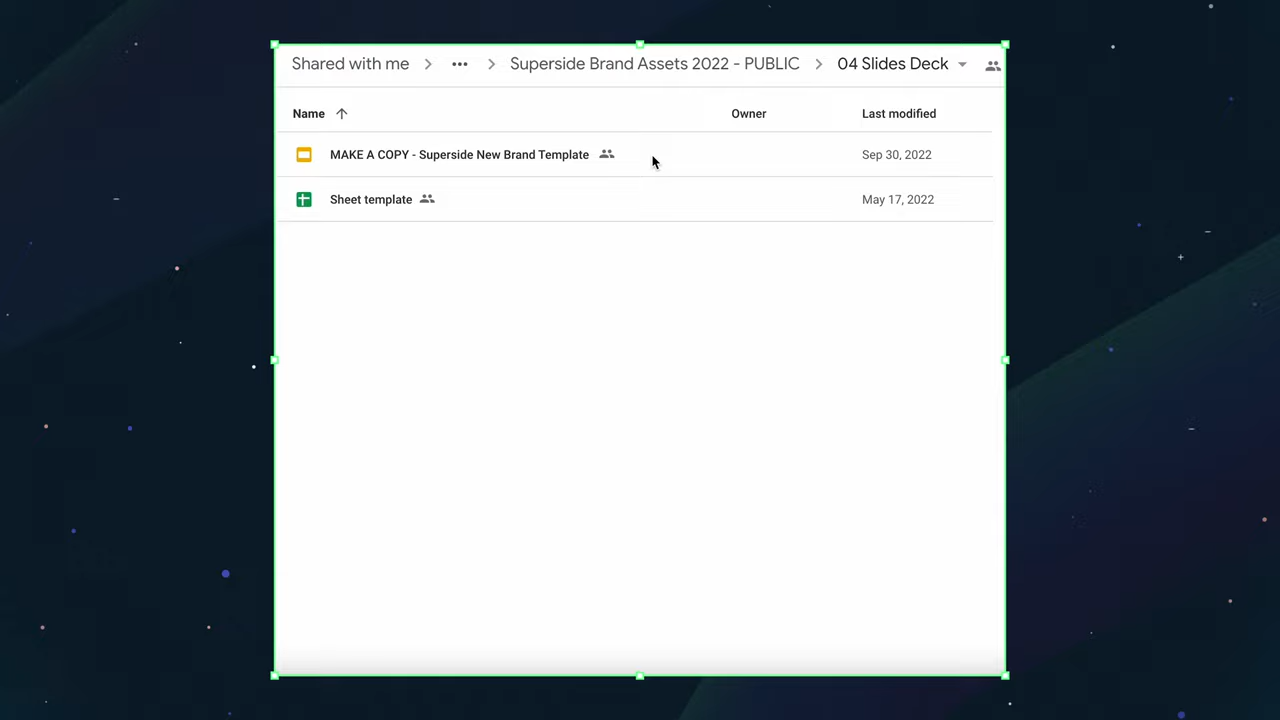 Shared with me > ••• > Superside Brand Assets 2022 - PUBLIC > 04 Slides Deck
Name ↑ Owner Last modified
MAKE A COPY - Superside New Brand Template Sep 30, 2022
Sheet template May 17, 2022